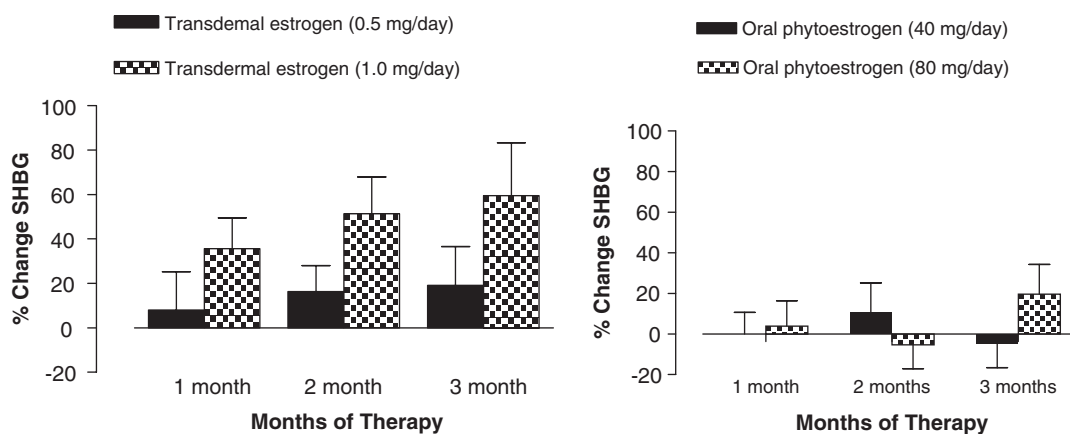 Transdemal estrogen (0.5 mg/day)
Transdermal estrogen (1.0 mg/day)
% Change SHBG
100
80
60
40
20
0
-20
1 month
2 month
3 month
Months of Therapy
Oral phytoestrogen (40 mg/day)
Oral phytoestrogen (80 mg/day)
% Change SHBG
100
80
60
40
20
0
-20
1 month
2 months
3 months
Months of Therapy